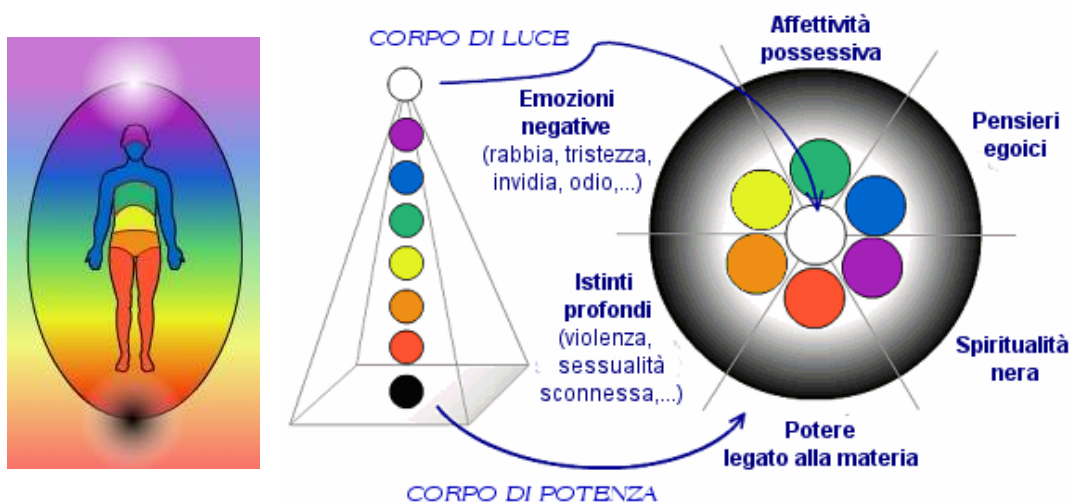 CORPO DI LUCE
Emozioni
negative
(rabbia, tristezza,
invidia, odio,...)
Istinti
profondi
(violenza,
sessualità
sconnessa,...)
CORPO DI POTENZA
Affettività
possessiva
Pensieri
egoici
Spiritualità
nera
Potere
legato alla materia